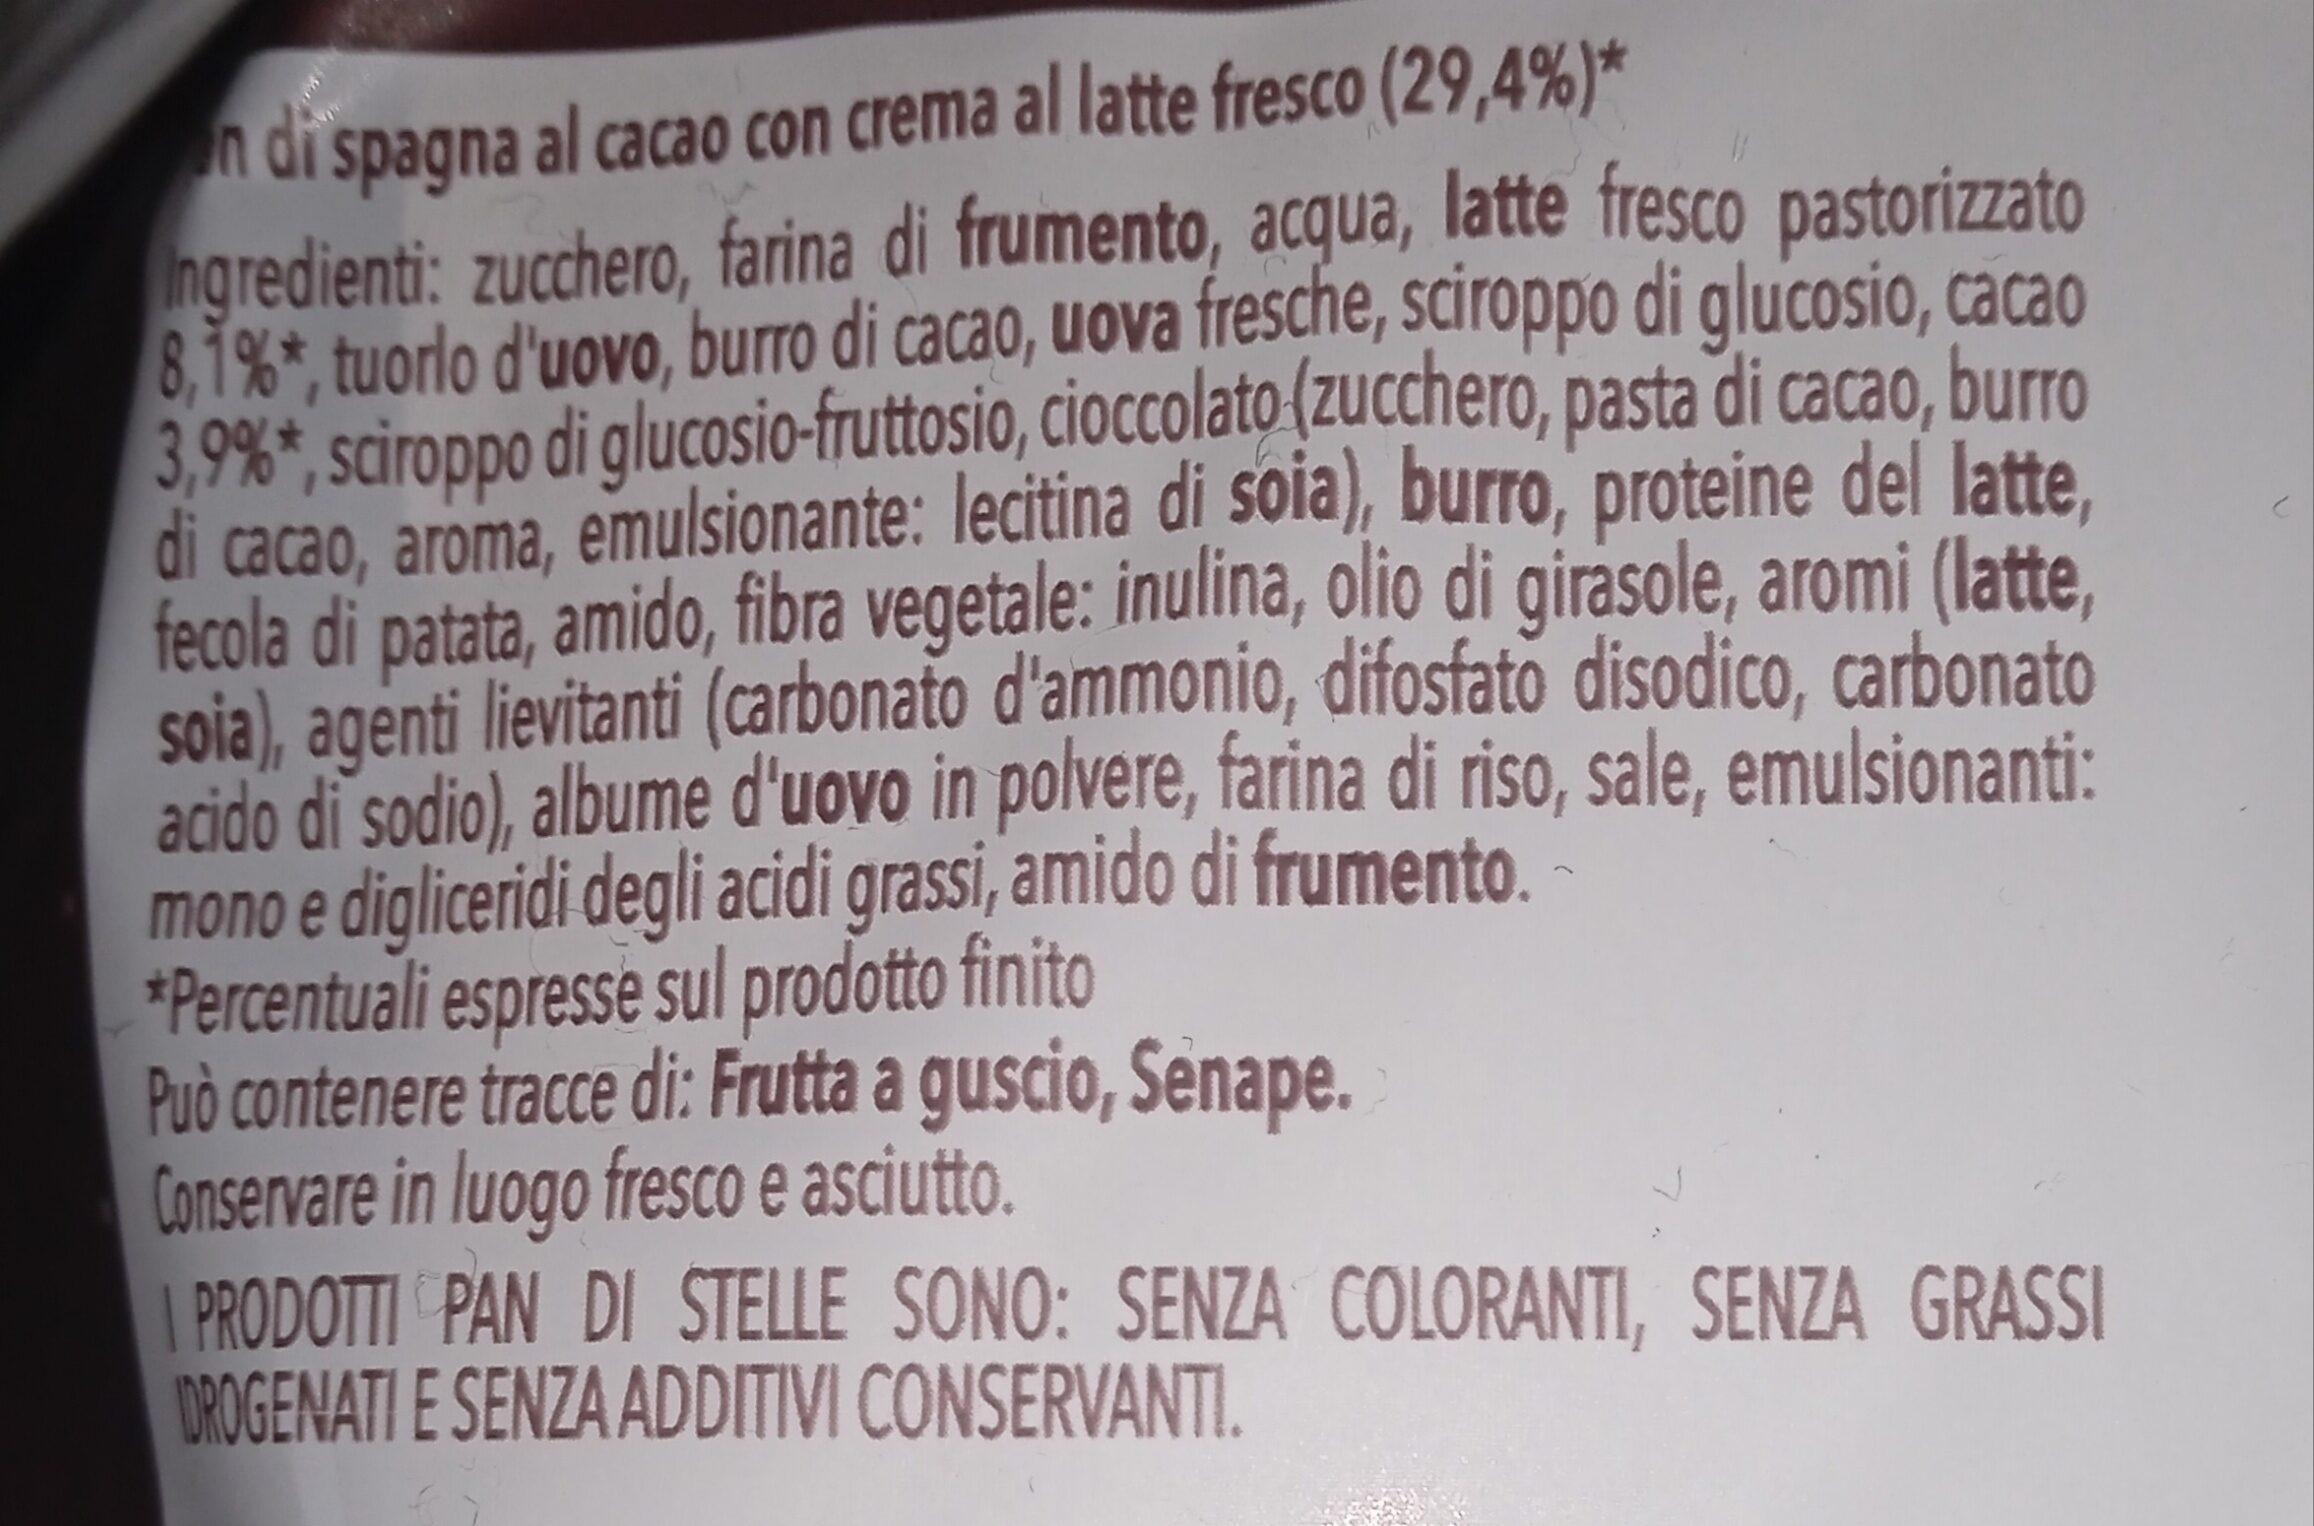 di spagna al cacao con crema al latte fresco (29,4%)*
Ingredienti: zucchero, farina di frumento, acqua, latte fresco pastorizzato
8,1%*, tuorlo d'uovo, burro di cacao, uova fresche, sciroppo di glucosio, cacao
3,9%*, sciroppo di glucosio-fruttosio, cioccolato (zucchero, pasta di cacao, burro
di cacao, aroma, emulsionante: lecitina di soia), burro, proteine del latte,
fecola di patata, amido, fibra vegetale: inulina, olio di girasole, aromi (latte,
soia), agenti lievitanti (carbonato d'ammonio, difosfato disodico, carbonato
acido di sodio), albume d'uovo in polvere, farina di riso, sale, emulsionanti:
mono e digliceridi degli acidi grassi, amido di frumento.
*Percentuali espresse sul prodotto finito
Può contenere tracce di: Frutta a guscio, Senape.
Conservare in luogo fresco e asciutto.
I PRODOTTI PAN DI STELLE SONO: SENZA COLORANTI, SENZA GRASSI
IDROGENATI E SENZA ADDITIVI CONSERVANTI.